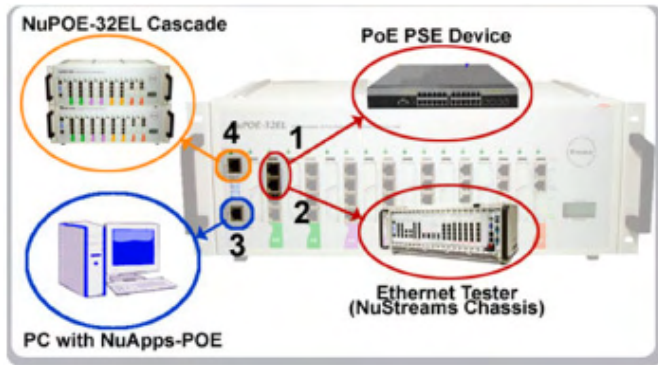 NuPOE-32EL Cascade
PoE PSE Device
NuPOE-32EL
4
1
2
3
Ethernet Tester
(NuStreams Chassis)
PC with NuApps-POE